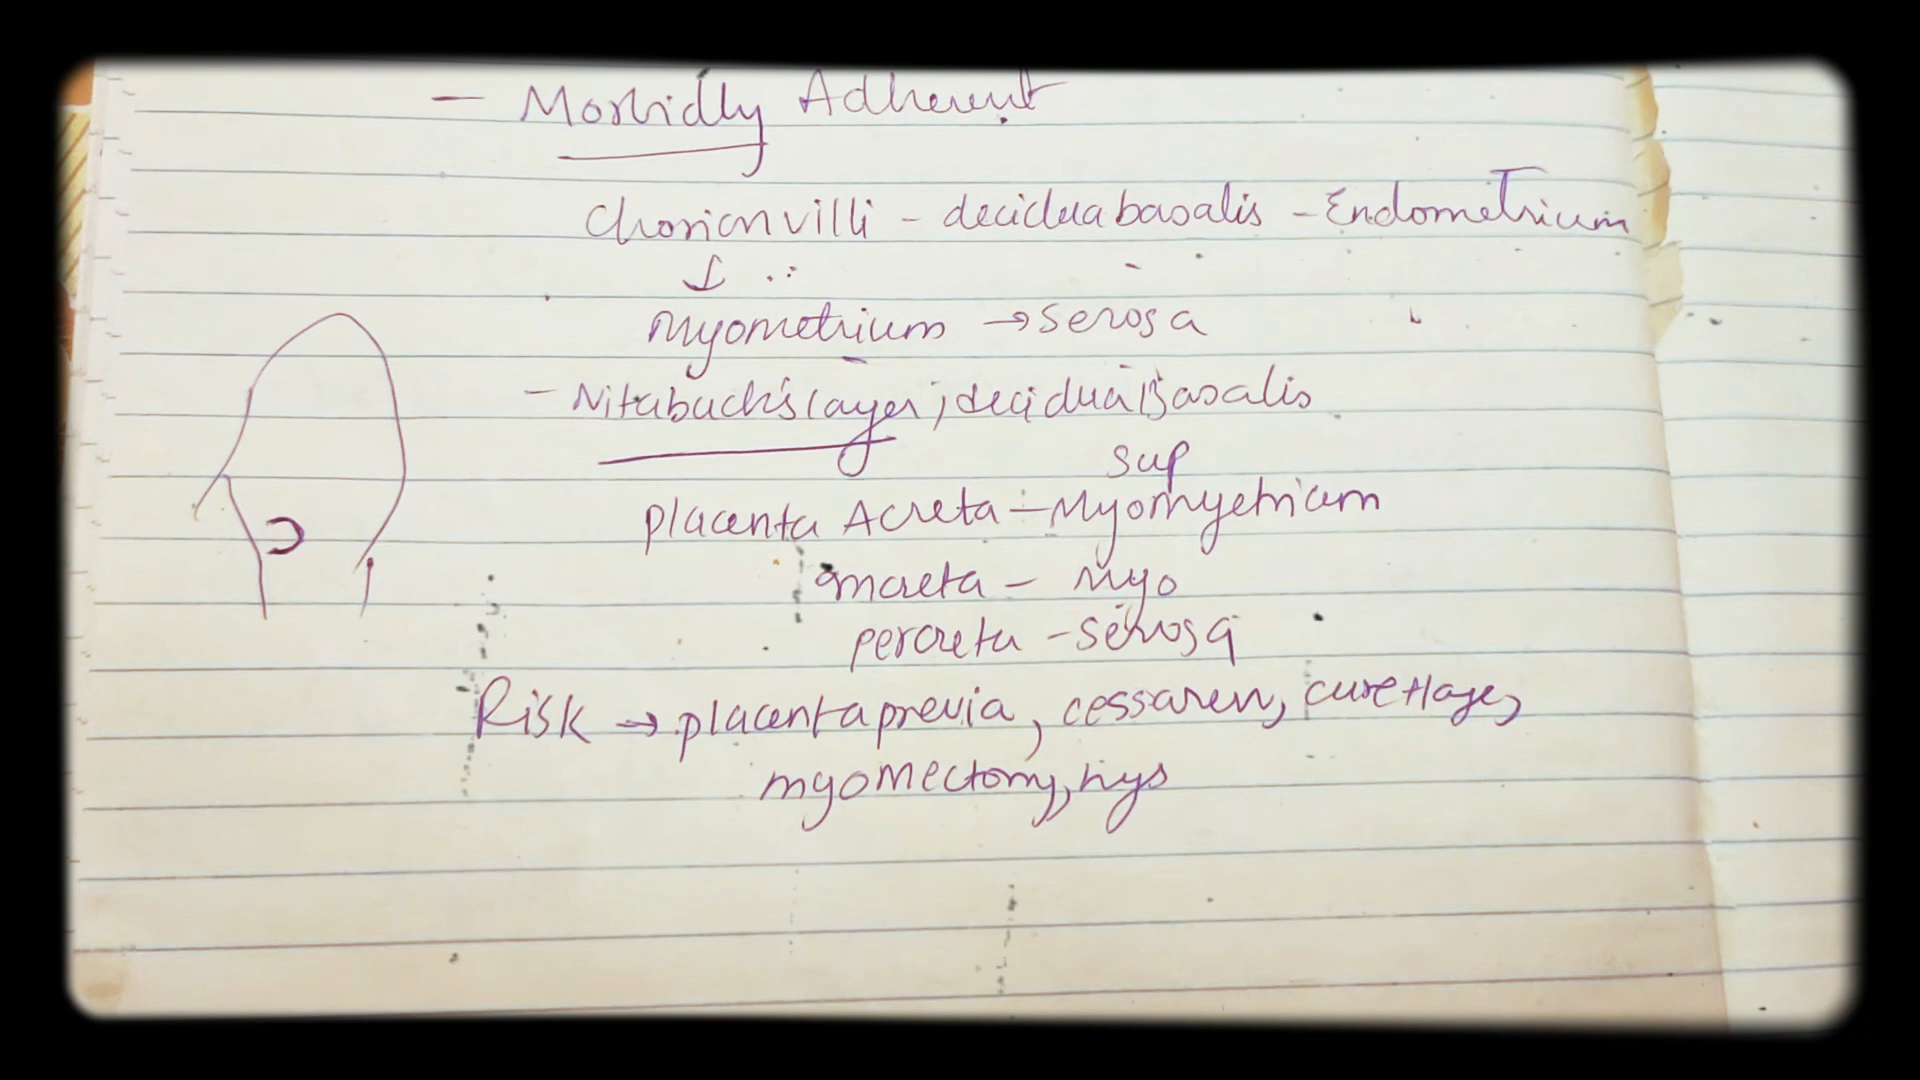 - Morbidly Adherent
Chorion villi - decidua basalis - Endometrium
↓
Myometrium → serosa
- Nitabuch's layer ; decidua Basalis
sup
placenta Acreta - Myomyetrium
increta - Myo
percreta - serosa
Risk → placenta previa, cessaren, curettage,
myomectomy, hys